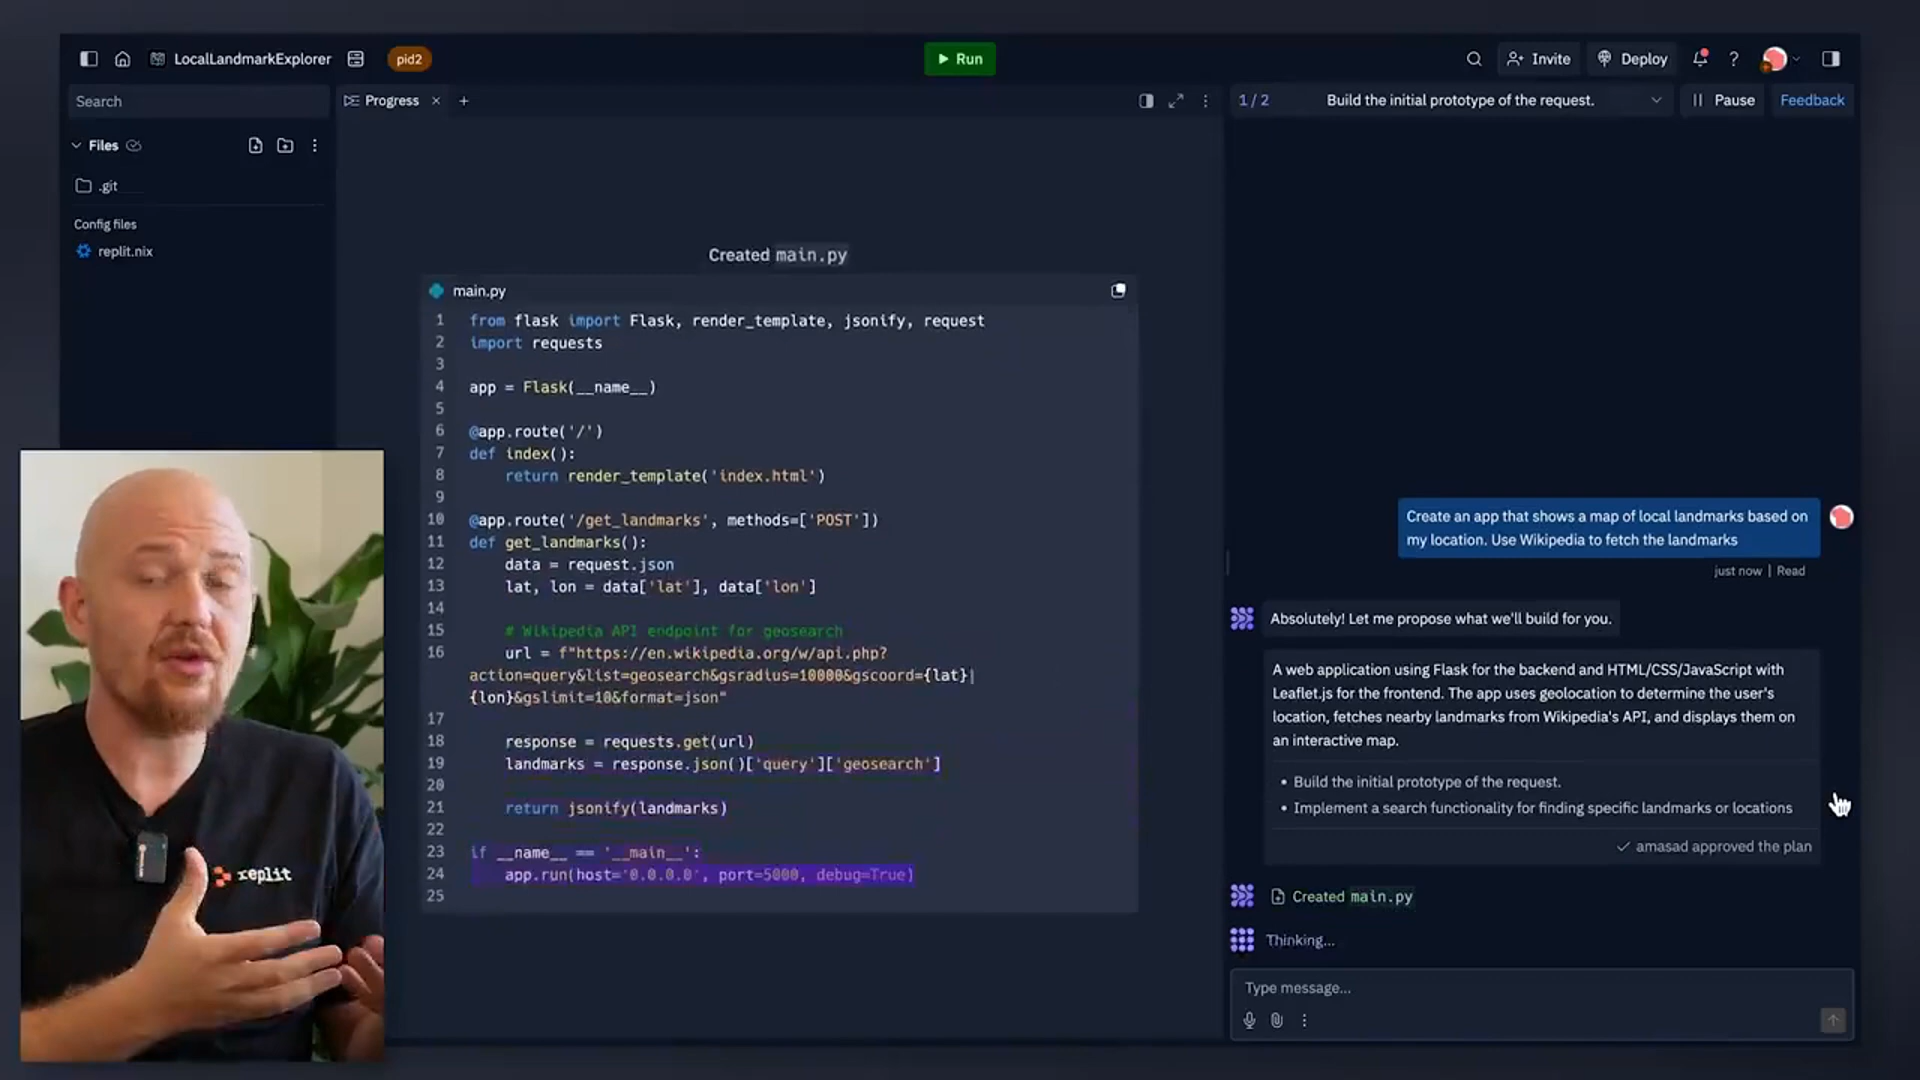 LocalLandmarkExplorer
pid2
Run
Invite
Deploy
?
Search
Progress
1 / 2
Build the initial prototype of the request.
Pause
Feedback
Files
.git
Config files
replit.nix
Created main.py
main.py
1 from flask import Flask, render_template, jsonify, request
2 import requests
3
4 app = Flask(__name__)
5
6 @app.route('/')
7 def index():
8 return render_template('index.html')
9
10 @app.route('/get_landmarks', methods=['POST'])
11 def get_landmarks():
12 data = request.json
13 lat, lon = data['lat'], data['lon']
14
15 # Wikipedia API endpoint for geosearch
16 url = f"https://en.wikipedia.org/w/api.php?
action=query&list=geosearch&gsradius=10000&gscoord={lat}|
{lon}&gslimit=10&format=json"
17
18 response = requests.get(url)
19 landmarks = response.json()['query']['geosearch']
20
21 return jsonify(landmarks)
22
23 if __name__ == '__main__':
24 app.run(host='0.0.0.0', port=5000, debug=True)
25
replit
Create an app that shows a map of local landmarks based on
my location. Use Wikipedia to fetch the landmarks
just now | Read
Absolutely! Let me propose what we'll build for you.
A web application using Flask for the backend and HTML/CSS/JavaScript with
Leaflet.js for the frontend. The app uses geolocation to determine the user's
location, fetches nearby landmarks from Wikipedia's API, and displays them on
an interactive map.
• Build the initial prototype of the request.
• Implement a search functionality for finding specific landmarks or locations
amasad approved the plan
Created main.py
Thinking...
Type message...